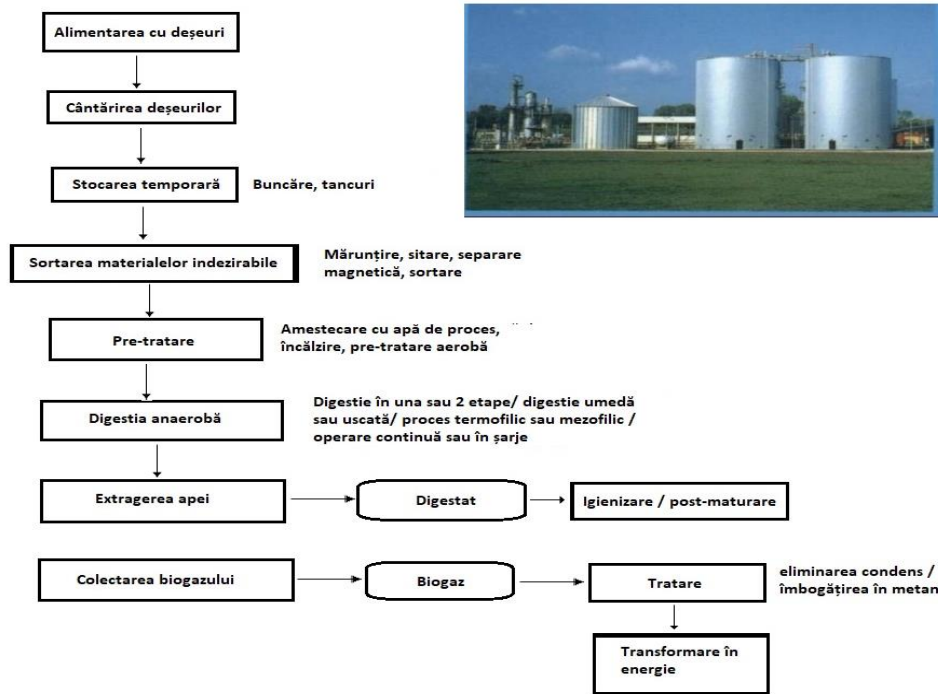 Alimentarea cu deșeuri
Cântărirea deșeurilor
Stocarea temporară
Buncăre, tancuri
Sortarea materialelor indezirabile
Mărunțire, sitare, separare
magnetică, sortare
Pre-tratare
Amestecare cu apă de proces,
încălzire, pre-tratare aerobă
Digestia anaerobă
Digestie în una sau 2 etape/ digestie umedă
sau uscată/ proces termofilic sau mezofilic /
operare continuă sau în șarje
Extragerea apei
Digestat
Igienizare / post-maturare
Colectarea biogazului
Biogaz
Tratare
eliminarea condens /
îmbogățirea în metan
Transformare în
energie